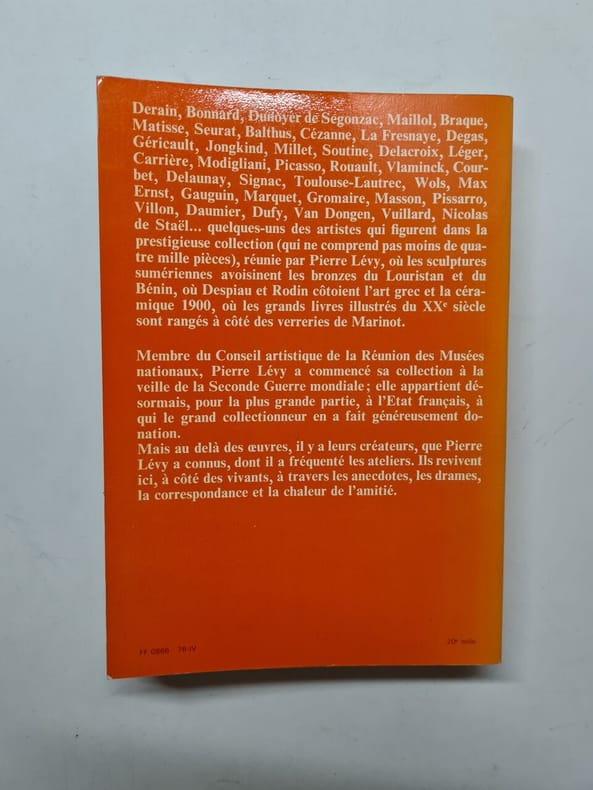 Derain, Bonnard, Dunoyer de Ségonzac, Maillol, Braque,
Matisse, Seurat, Balthus, Cézanne, La Fresnaye, Degas,
Géricault, Jongkind, Millet, Soutine, Delacroix, Léger,
Carrière, Modigliani, Picasso, Rouault, Vlaminck, Cour-
bet, Delaunay, Signac, Toulouse-Lautrec, Wols, Max
Ernst, Gauguin, Marquet, Gromaire, Masson, Pissarro,
Villon, Daumier, Dufy, Van Dongen, Vuillard, Nicolas
de Staël... quelques-uns des artistes qui figurent dans la
prestigieuse collection (qui ne comprend pas moins de qua-
tre mille pièces), réunie par Pierre Lévy, où les sculptures
sumériennes avoisinent les bronzes du Louristan et du
Bénin, où Despiau et Rodin côtoient l'art grec et la céra-
mique 1900, où les grands livres illustrés du XXe siècle
sont rangés à côté des verreries de Marinot.
Membre du Conseil artistique de la Réunion des Musées
nationaux, Pierre Lévy a commencé sa collection à la
veille de la Seconde Guerre mondiale ; elle appartient dé-
sormais, pour la plus grande partie, à l'Etat français, à
qui le grand collectionneur en a fait généreusement do-
nation.
Mais au delà des œuvres, il y a leurs créateurs, que Pierre
Lévy a connus, dont il a fréquenté les ateliers. Ils revivent
ici, à côté des vivants, à travers les anecdotes, les drames,
la correspondance et la chaleur de l'amitié.
FF 0866 76-IV
20e mille